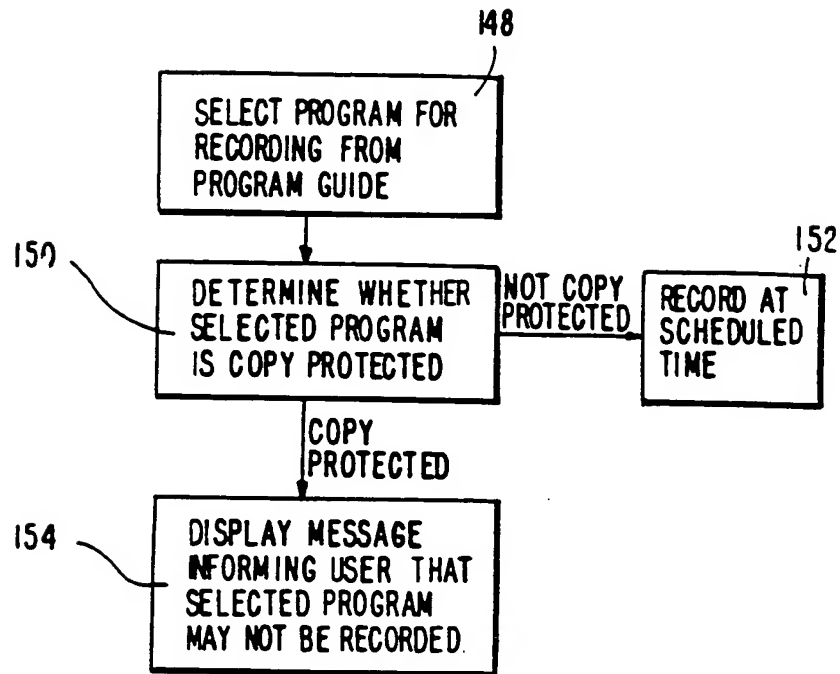 148
SELECT PROGRAM FOR
RECORDING FROM
PROGRAM GUIDE
150
DETERMINE WHETHER
SELECTED PROGRAM
IS COPY PROTECTED
NOT COPY
PROTECTED
152
RECORD AT
SCHEDULED
TIME
COPY
PROTECTED
154
DISPLAY MESSAGE
INFORMING USER THAT
SELECTED PROGRAM
MAY NOT BE RECORDED.